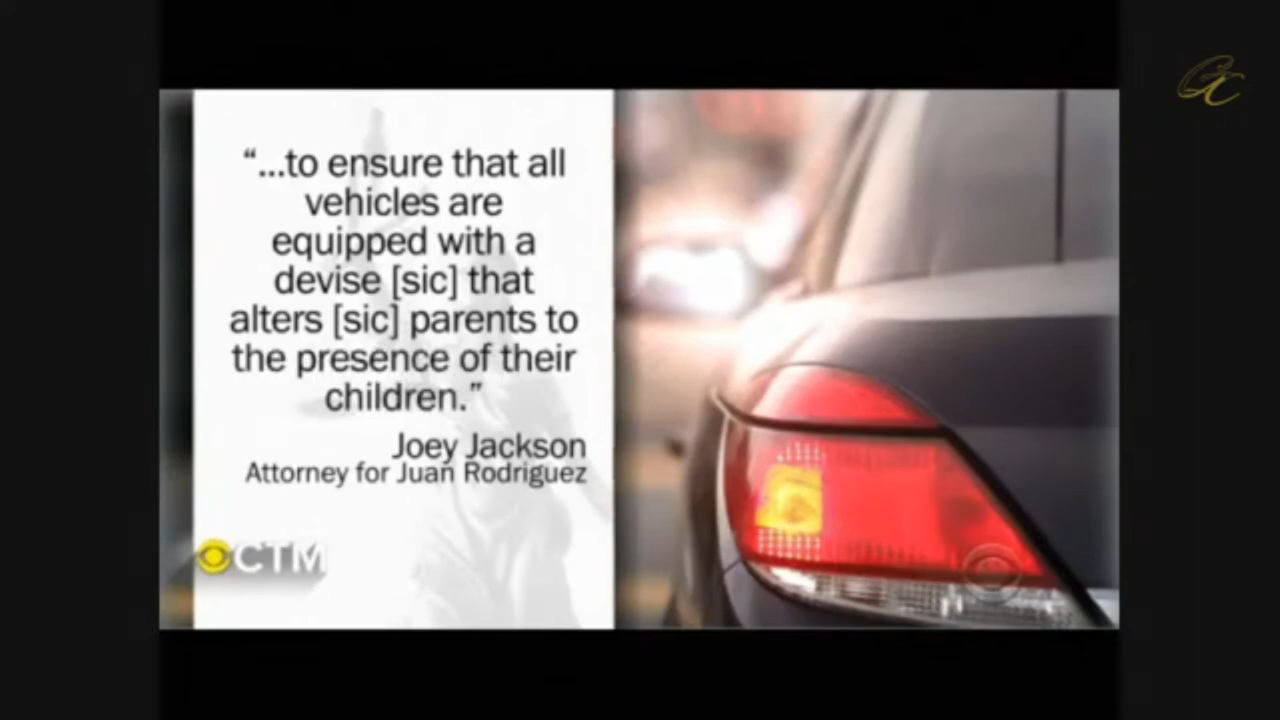 “...to ensure that all
vehicles are
equipped with a
devise [sic] that
alters [sic] parents to
the presence of their
children.”
Joey Jackson
Attorney for Juan Rodriguez
CTM